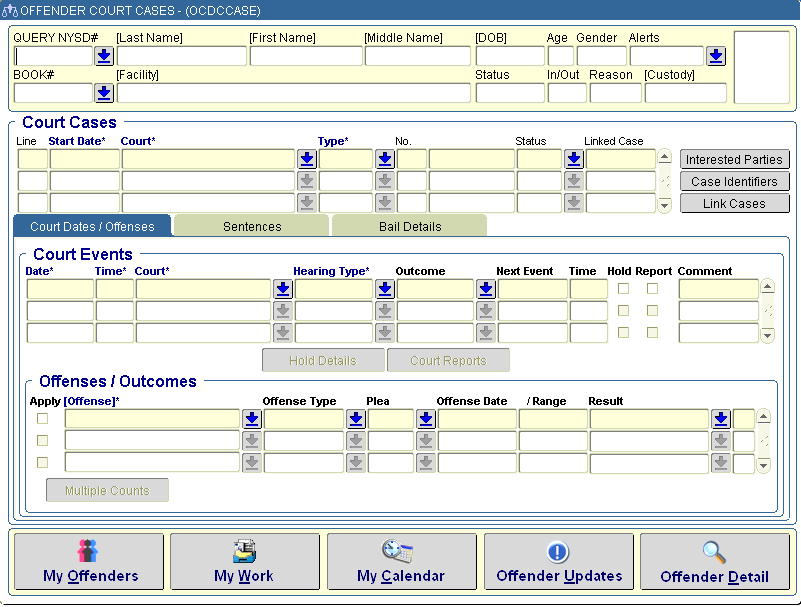 OFFENDER COURT CASES - (OCDCCASE)
QUERY NYSD# [Last Name] [First Name] [Middle Name] [DOB] Age Gender Alerts
BOOK# [Facility] Status In/Out Reason [Custody]
Court Cases
Line Start Date* Court* Type* No. Status Linked Case
Interested Parties
Case Identifiers
Link Cases
Court Dates / Offenses Sentences Bail Details
Court Events
Date* Time* Court* Hearing Type* Outcome Next Event Time Hold Report Comment
Hold Details Court Reports
Offenses / Outcomes
Apply [Offense]* Offense Type Plea Offense Date / Range Result
Multiple Counts
My Offenders My Work My Calendar Offender Updates Offender Detail